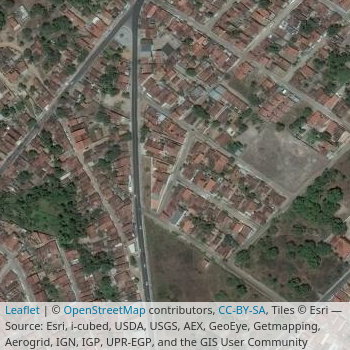 Leaflet | © OpenStreetMap contributors, CC-BY-SA, Tiles © Esri —
Source: Esri, i-cubed, USDA, USGS, AEX, GeoEye, Getmapping,
Aerogrid, IGN, IGP, UPR-EGP, and the GIS User Community